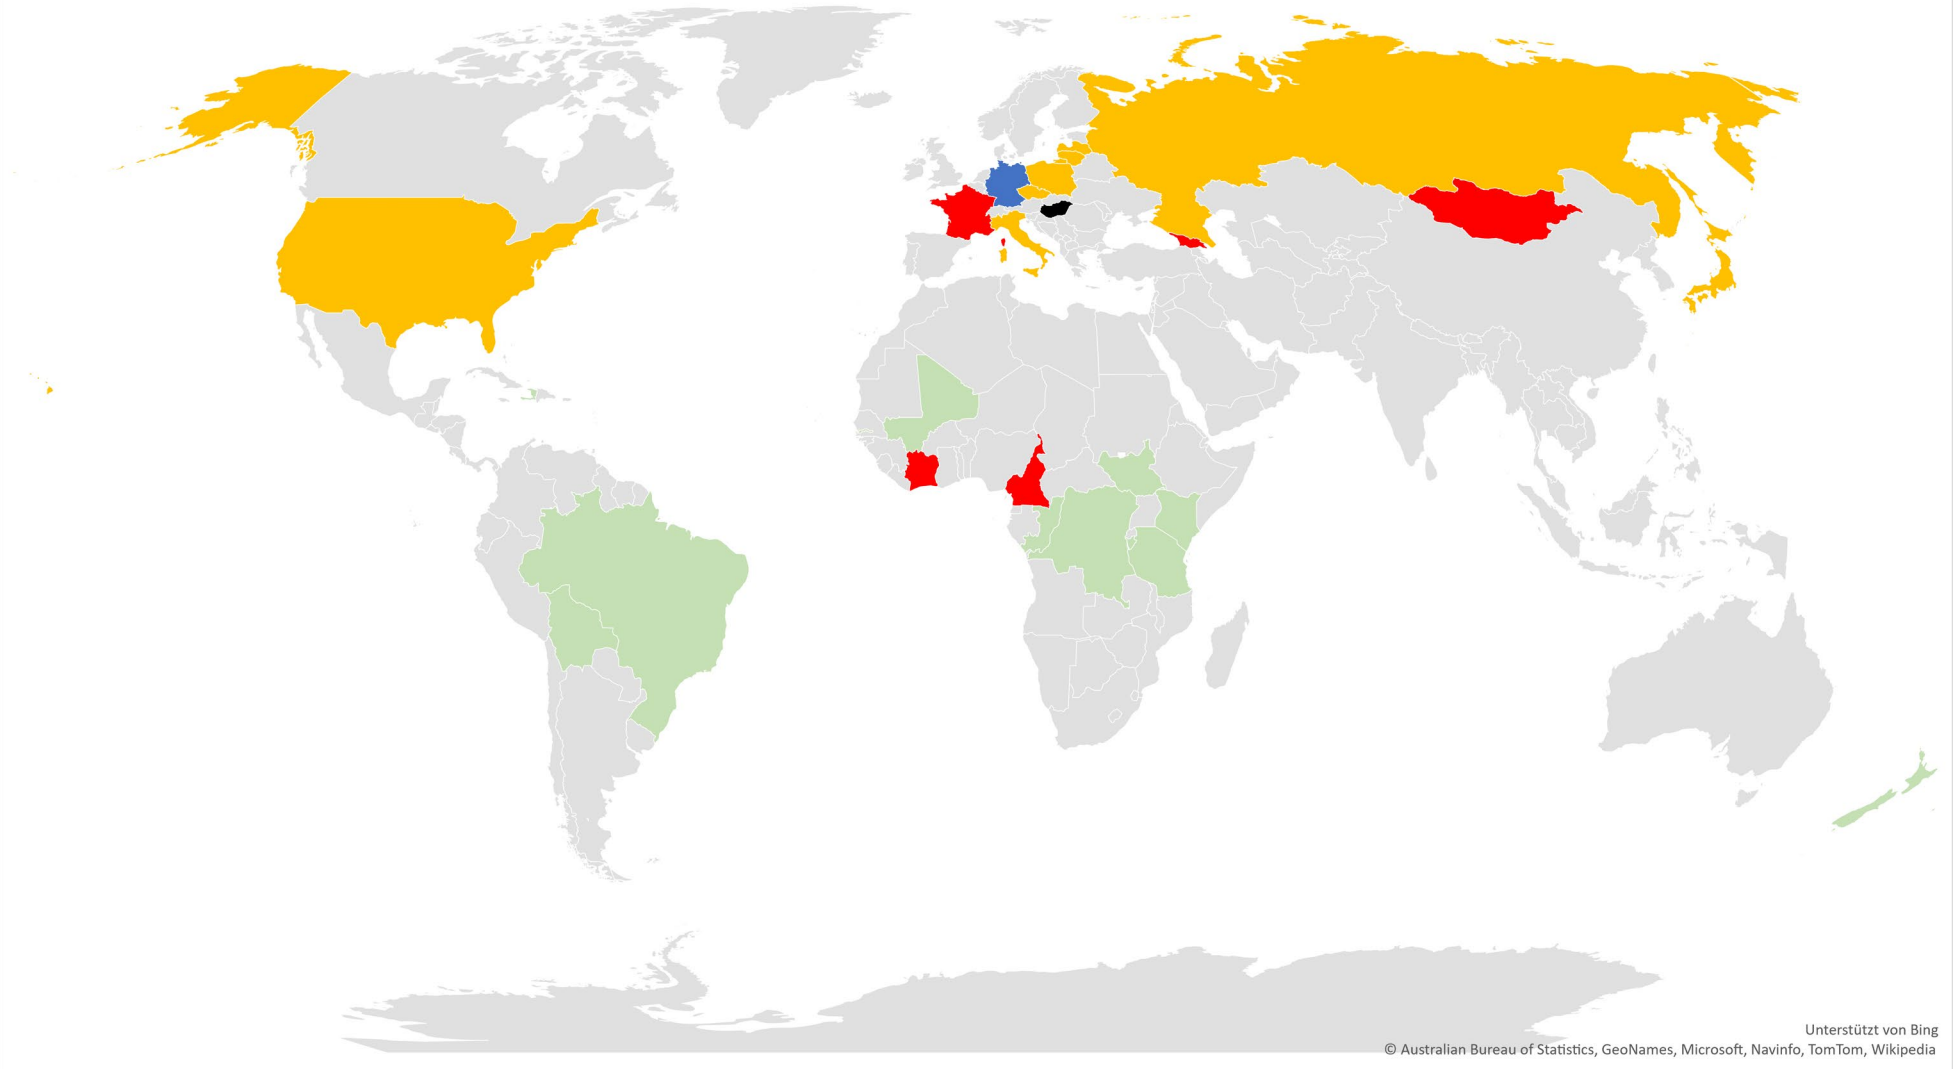 Unterstützt von Bing
© Australian Bureau of Statistics, GeoNames, Microsoft, Navinfo, TomTom, Wikipedia